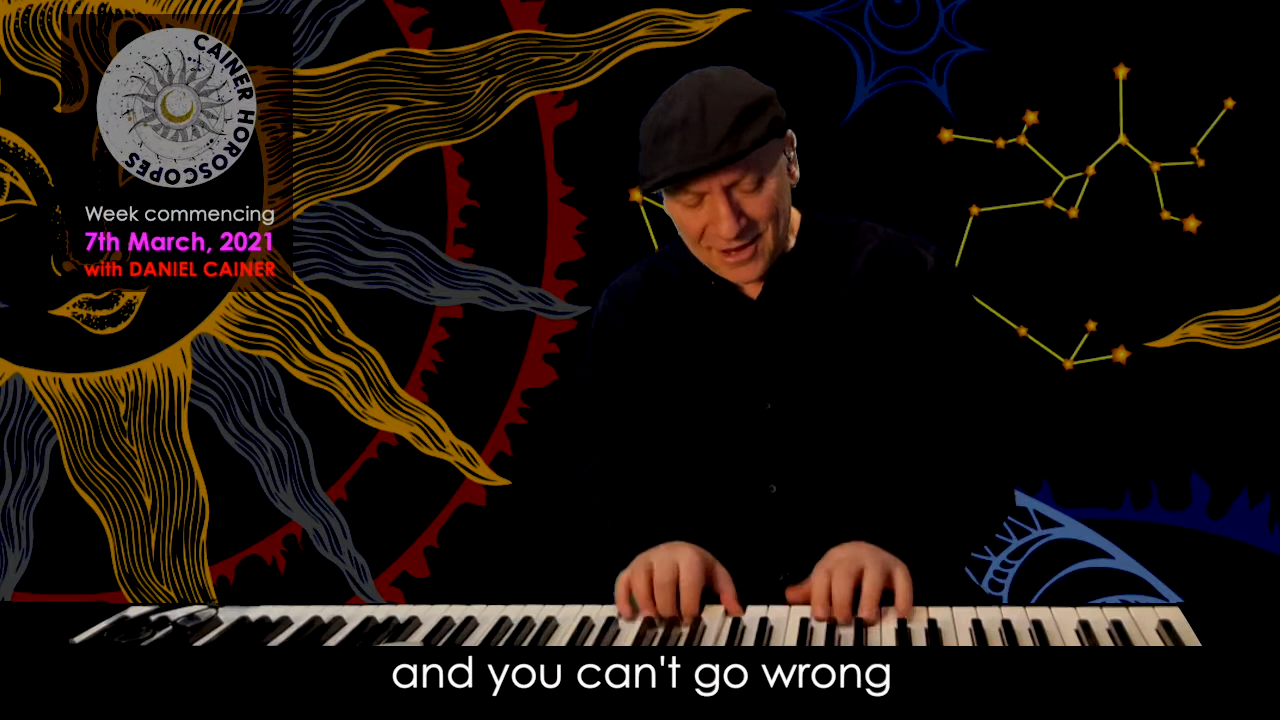 CAINER HOROSCOPES
Week commencing
7th March, 2021
with DANIEL CAINER
and you can't go wrong